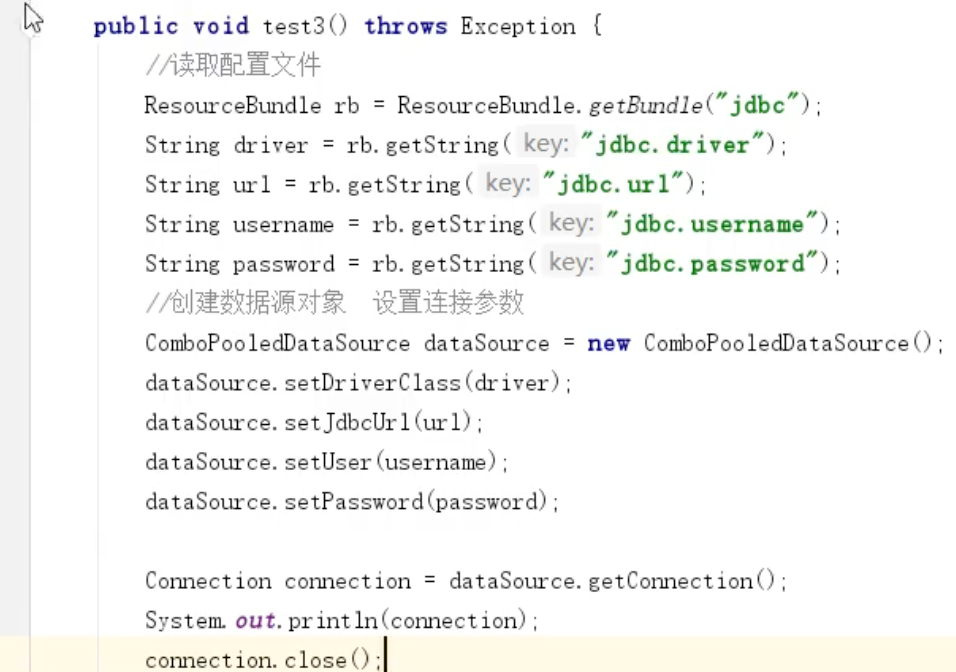 public void test3() throws Exception {
//读取配置文件
ResourceBundle rb = ResourceBundle.getBundle("jdbc");
String driver = rb.getString( key: "jdbc.driver");
String url = rb.getString( key: "jdbc.url");
String username = rb.getString( key: "jdbc.username");
String password = rb.getString( key: "jdbc.password");
//创建数据源对象  设置连接参数
ComboPooledDataSource dataSource = new ComboPooledDataSource();
dataSource.setDriverClass(driver);
dataSource.setJdbcUrl(url);
dataSource.setUser(username);
dataSource.setPassword(password);
Connection connection = dataSource.getConnection();
System.out.println(connection);
connection.close();